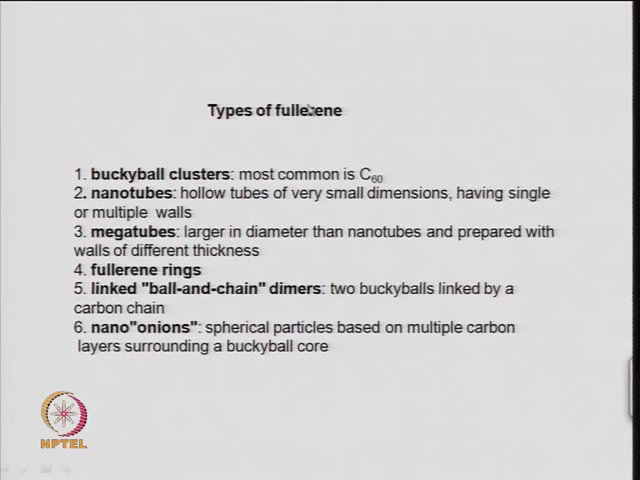 Types of fullerene
1. buckyball clusters: most common is C60
2. nanotubes: hollow tubes of very small dimensions, having single
or multiple walls
3. megatubes: larger in diameter than nanotubes and prepared with
walls of different thickness
4. fullerene rings
5. linked "ball-and-chain" dimers: two buckyballs linked by a
carbon chain
6. nano"onions": spherical particles based on multiple carbon
layers surrounding a buckyball core
NPTEL